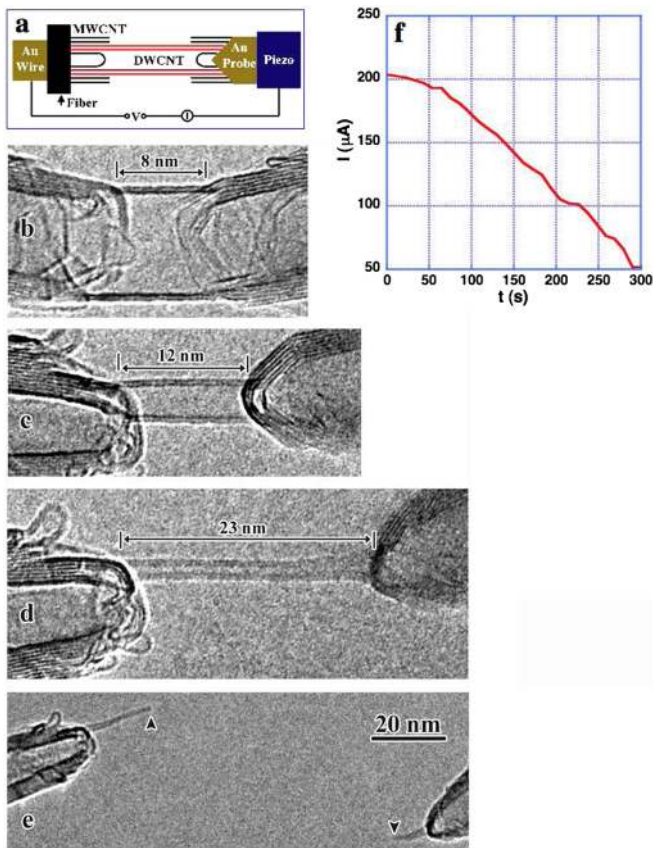 a
MWCNT
Au
Wire
DWCNT
Au
Probe
Piezo
Fiber
V
I
b
8 nm
c
12 nm
d
23 nm
e
20 nm
f
I (μA)
250
200
150
100
50
0 50 100 150 200 250 300
t (s)